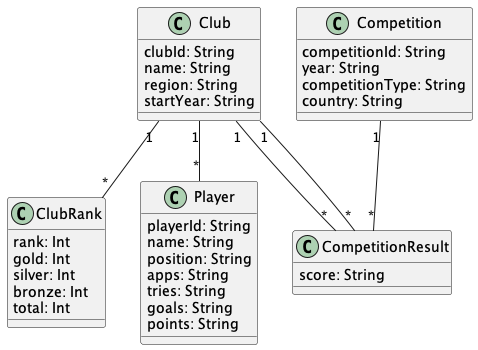 C Club
clubId: String
name: String
region: String
startYear: String
C Competition
competitionId: String
year: String
competitionType: String
country: String
1
1
1
1
1
*
*
*
*
*
C ClubRank
rank: Int
gold: Int
silver: Int
bronze: Int
total: Int
C Player
playerId: String
name: String
position: String
apps: String
tries: String
goals: String
points: String
C CompetitionResult
score: String